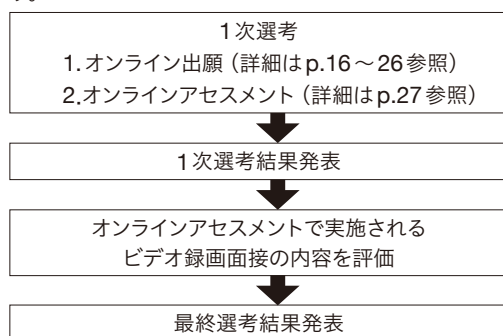 す。
1次選考
1.オンライン出願(詳細はp.16~26参照)
2.オンラインアセスメント(詳細はp.27参照)
1次選考結果発表
オンラインアセスメントで実施される
ビデオ録画面接の内容を評価
最終選考結果発表